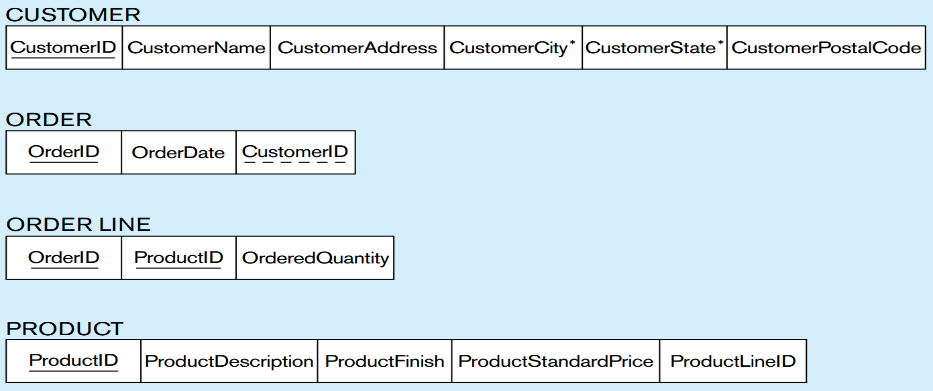 CUSTOMER
CustomerID CustomerName CustomerAddress CustomerCity* CustomerState* CustomerPostalCode
ORDER
OrderID OrderDate CustomerID
ORDER LINE
OrderID ProductID OrderedQuantity
PRODUCT
ProductID ProductDescription ProductFinish ProductStandardPrice ProductLineID